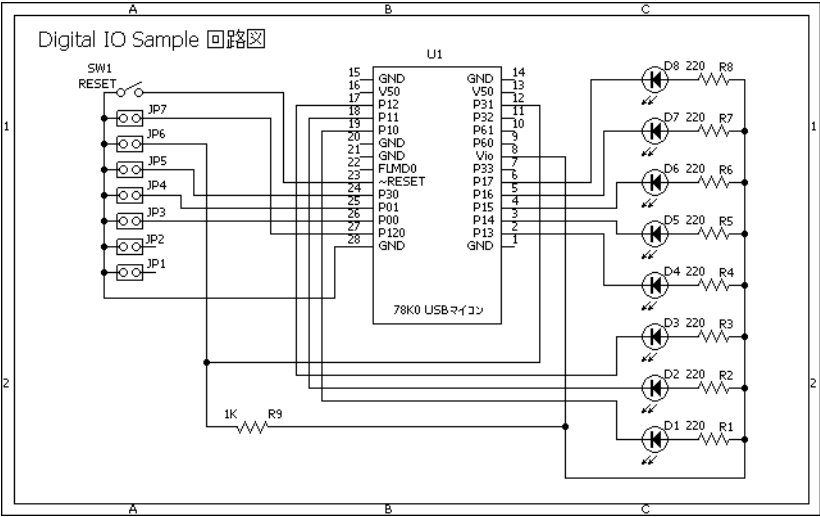 A B C
Digital IO Sample 回路図
SW1
RESET
JP7
JP6
JP5
JP4
JP3
JP2
JP1
U1
15 GND
16 V50
17 P12
18 P11
19 P10
20 GND
21 GND
22 FLMD0
23 ~RESET
24 P30
25 P01
26 P00
27 P120
28 GND
GND 14
V50 13
P31 12
P32 11
P61 10
P60 9
Vio 8
P33 7
P17 6
P16 5
P15 4
P14 3
P13 2
GND 1
78K0 USBマイコン
D8 220 R8
D7 220 R7
D6 220 R6
D5 220 R5
D4 220 R4
D3 220 R3
D2 220 R2
D1 220 R1
1K R9
1 1
2 2
A B C